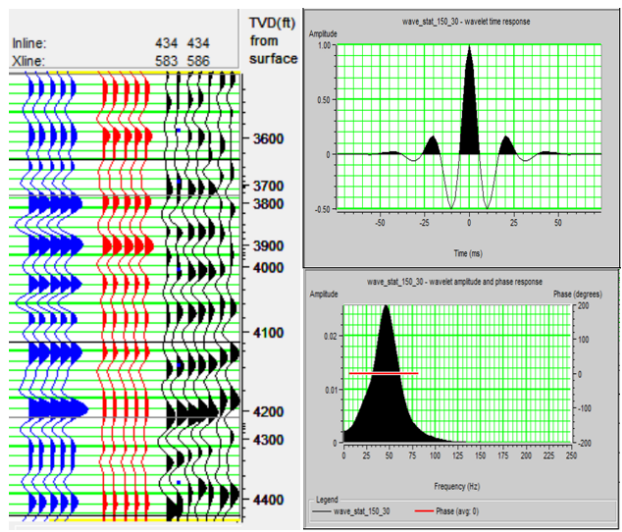 TVD(ft)
from
surface
Inline: 434 434
Xline: 583 586
3600
3700
3800
3900
4000
4100
4200
4300
4400
wave_stat_150_30 - wavelet time response
Amplitude
1.00
0.50
0
-0.50
-50 -25 0 25 50
Time (ms)
wave_stat_150_30 - wavelet amplitude and phase response
Amplitude Phase (degrees)
200
0.02
100
0
0.01
-100
0 -200
0 25 50 75 100 125 150 175 200 225 250
Frequency (Hz)
Legend
wave_stat_150_30 Phase (avg: 0)